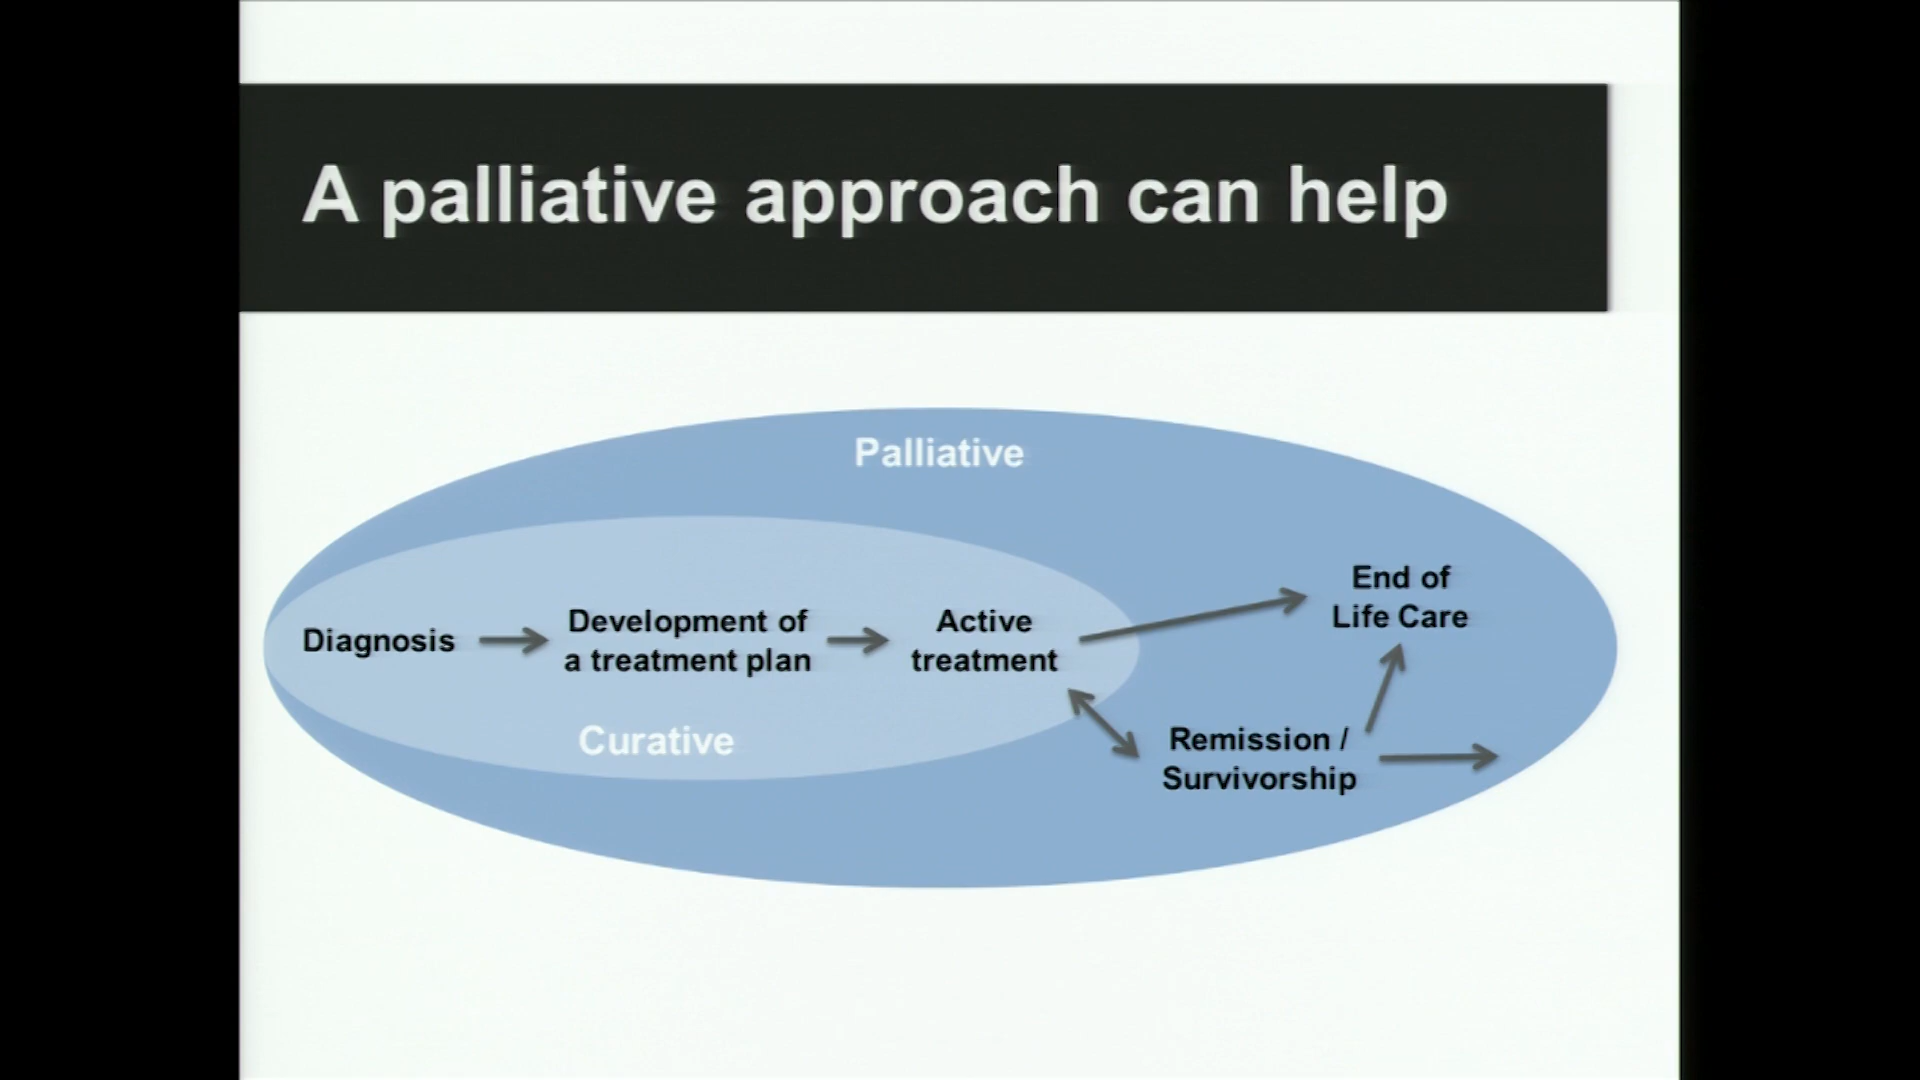 A palliative approach can help
Palliative
Diagnosis
Development of
a treatment plan
Active
treatment
Curative
End of
Life Care
Remission /
Survivorship